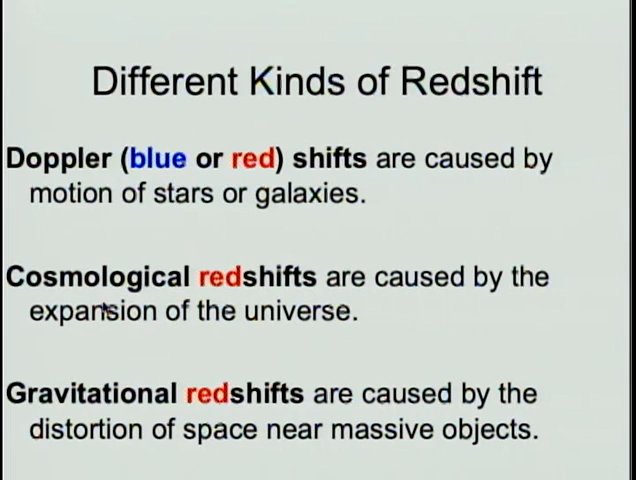 Different Kinds of Redshift
Doppler (blue or red) shifts are caused by
motion of stars or galaxies.
Cosmological redshifts are caused by the
expansion of the universe.
Gravitational redshifts are caused by the
distortion of space near massive objects.